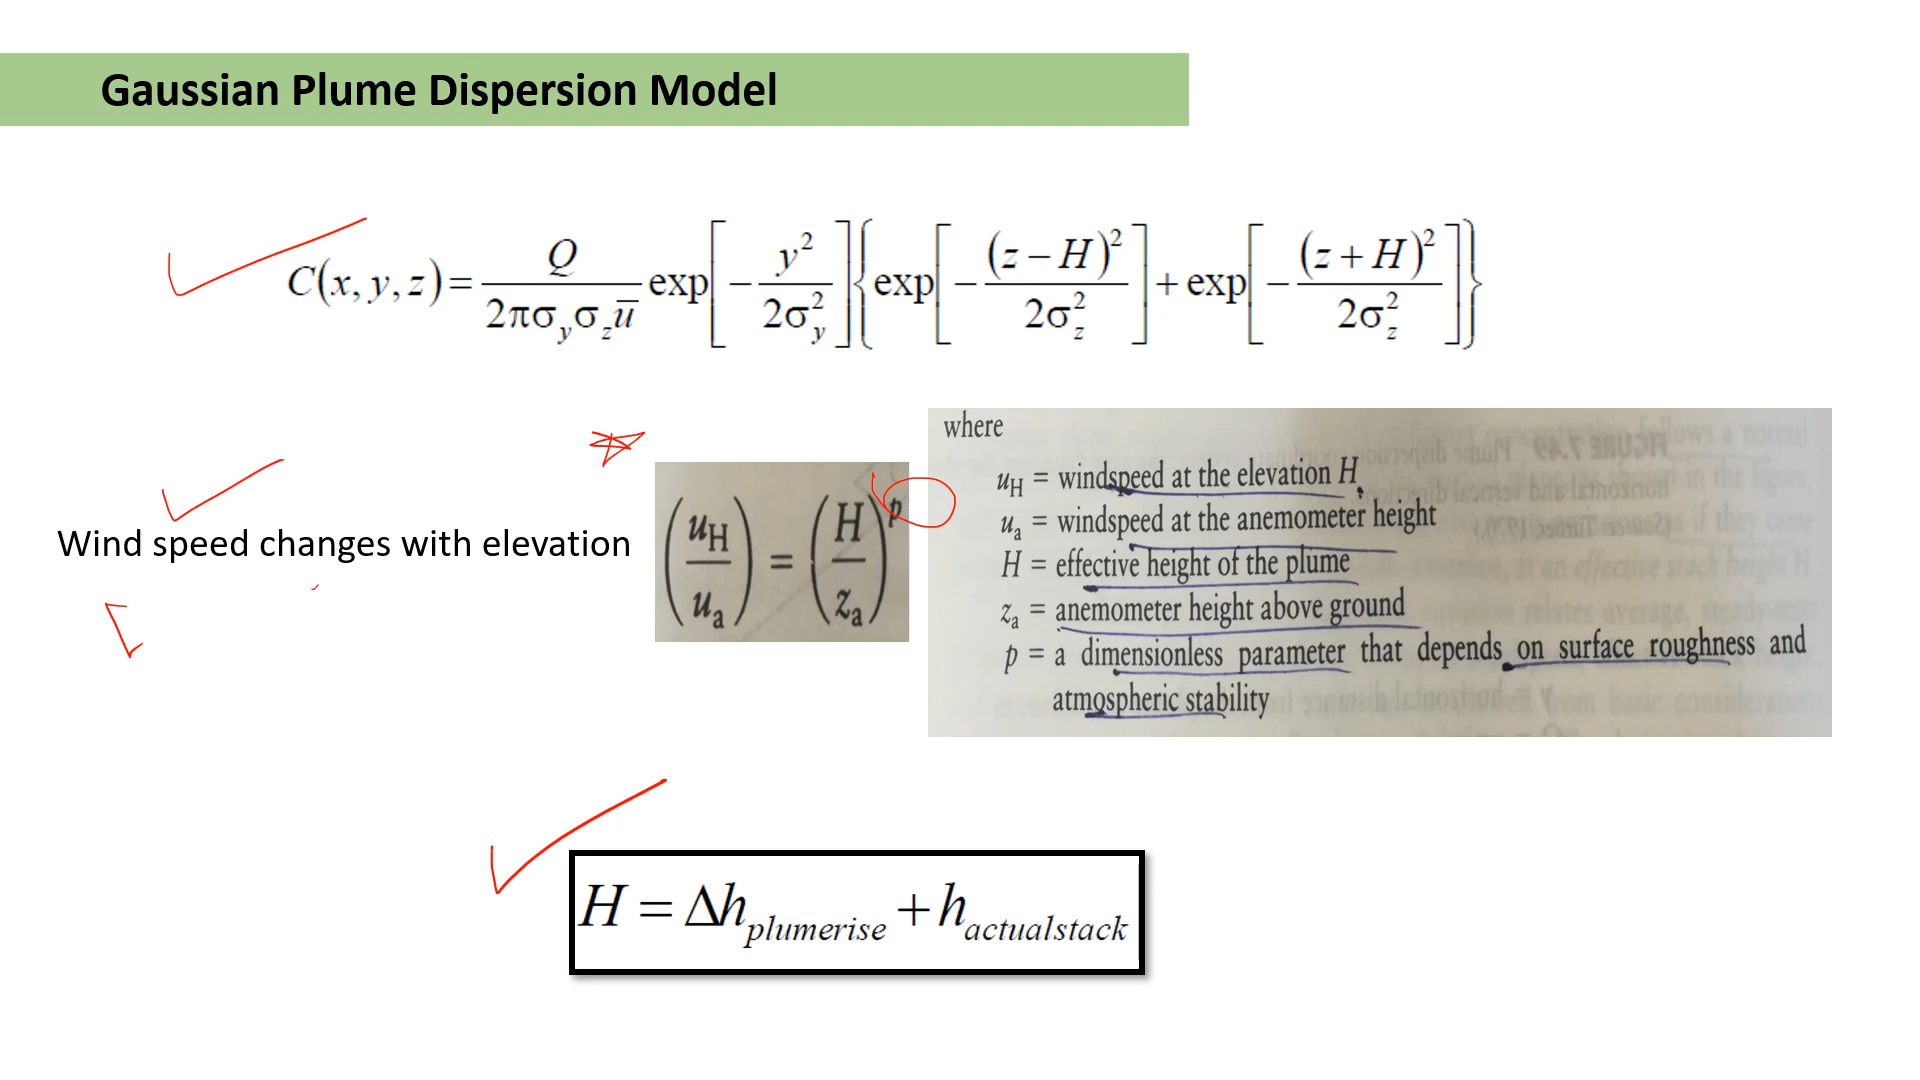 Gaussian Plume Dispersion Model
C(x, y, z) = Q / (2πσ_y σ_z u̅) exp[ − y² / (2σ_y²) ] { exp[ − (z − H)² / (2σ_z²) ] + exp[ − (z + H)² / (2σ_z²) ] }
Wind speed changes with elevation
(u_H / u_a) = (H / z_a)^p
where
u_H = windspeed at the elevation H
u_a = windspeed at the anemometer height
H = effective height of the plume
z_a = anemometer height above ground
p = a dimensionless parameter that depends on surface roughness and
atmospheric stability
H = Δh_plumerise + h_actualstack